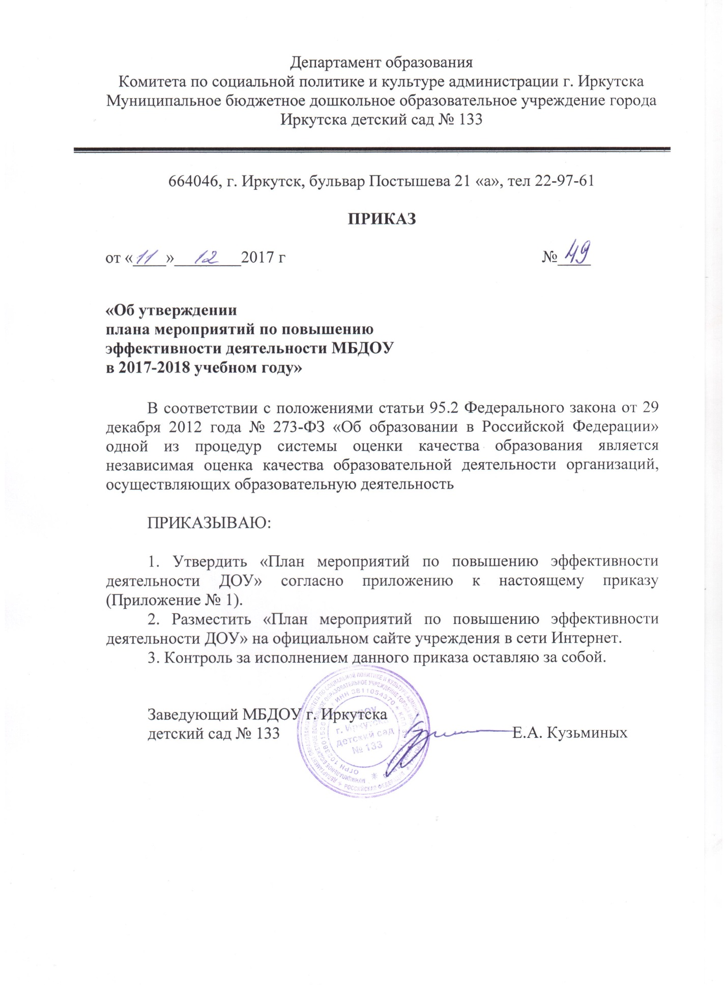 Департамент образования
Комитета по социальной политике и культуре администрации г. Иркутска
Муниципальное бюджетное дошкольное образовательное учреждение города
Иркутска детский сад № 133
664046, г. Иркутск, бульвар Постышева 21 «а», тел 22-97-61
ПРИКАЗ
от «11» 12 2017 г № 49
«Об утверждении
плана мероприятий по повышению
эффективности деятельности МБДОУ
в 2017-2018 учебном году»
В соответствии с положениями статьи 95.2 Федерального закона от 29
декабря 2012 года № 273-ФЗ «Об образовании в Российской Федерации»
одной из процедур системы оценки качества образования является
независимая оценка качества образовательной деятельности организаций,
осуществляющих образовательную деятельность
ПРИКАЗЫВАЮ:
1. Утвердить «План мероприятий по повышению эффективности
деятельности ДОУ» согласно приложению к настоящему приказу
(Приложение № 1).
2. Разместить «План мероприятий по повышению эффективности
деятельности ДОУ» на официальном сайте учреждения в сети Интернет.
3. Контроль за исполнением данного приказа оставляю за собой.
Заведующий МБДОУ г. Иркутска
детский сад № 133 Е.А. Кузьминых
г. Иркутска
детский сад
№ 133
ИНН 3811054370
РОССИЙСКАЯ ФЕДЕРАЦИЯ